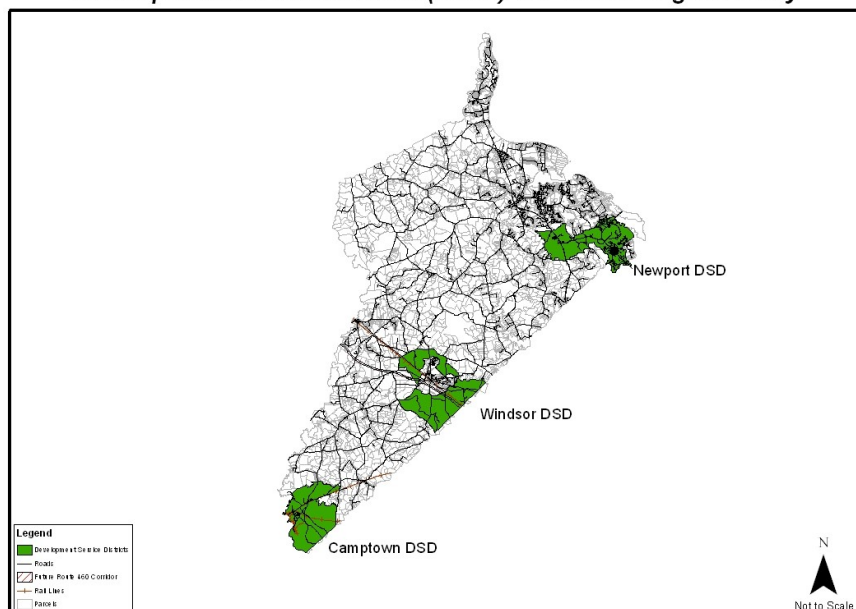 Newport DSD
Windsor DSD
Camptown DSD
Legend
Development Service Districts
Roads
Future Route 460 Corridor
Rail Lines
Parcels
N
Not to Scale